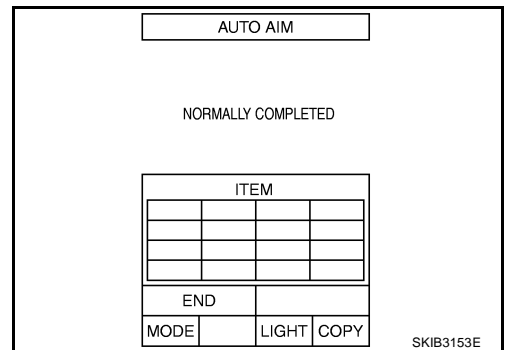 AUTO AIM
NORMALLY COMPLETED
ITEM
END
MODE LIGHT COPY
SKIB3153E